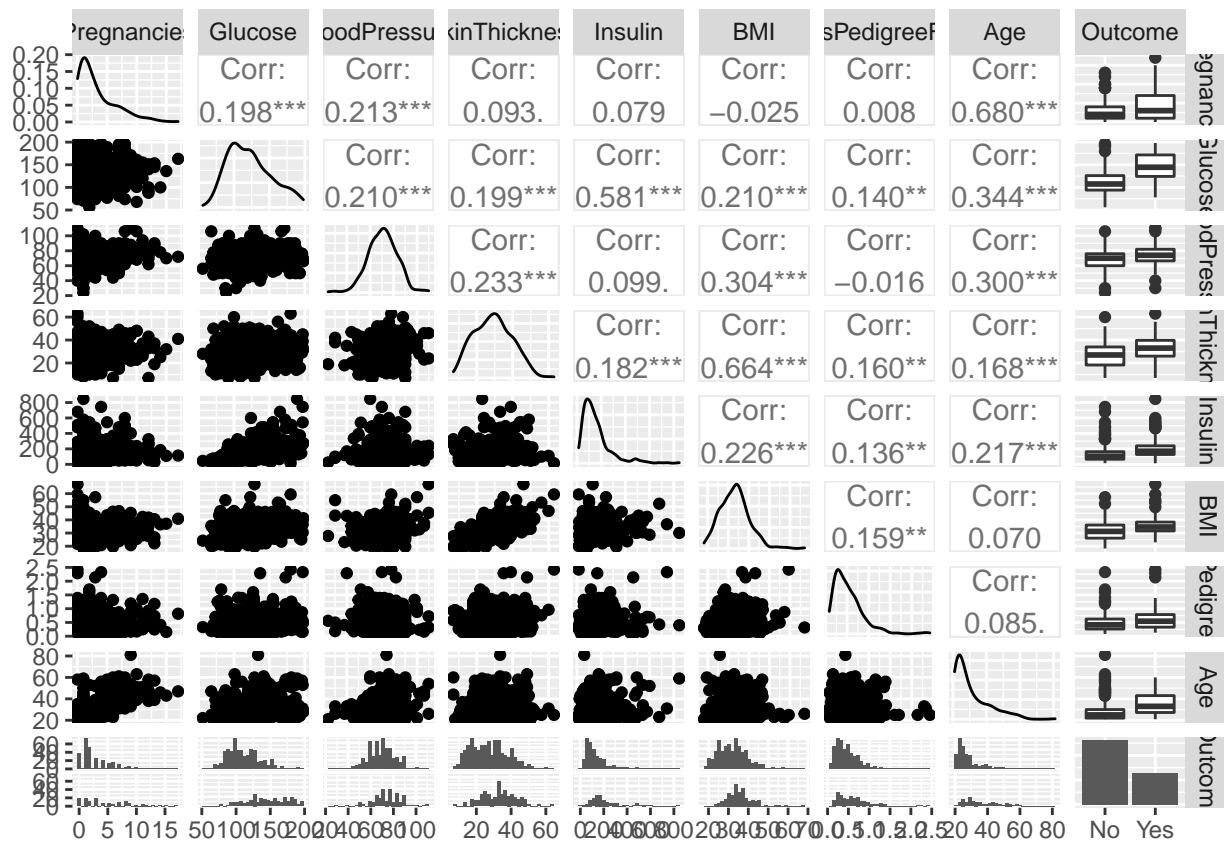 Pregnancies Glucose oodPressu kinThicknes Insulin BMI sPedigreeF Age Outcome
0.20
0.15
0.10
0.05
0.00
Corr: Corr: Corr: Corr: Corr: Corr: Corr:
0.198*** 0.213*** 0.093. 0.079 −0.025 0.008 0.680***
egnanc
200
150
100
50
Corr: Corr: Corr: Corr: Corr: Corr:
0.210*** 0.199*** 0.581*** 0.210*** 0.140** 0.344***
Glucose
100
80
60
40
20
Corr: Corr: Corr: Corr: Corr:
0.233*** 0.099. 0.304*** −0.016 0.300***
dPress
60
40
20
Corr: Corr: Corr: Corr:
0.182*** 0.664*** 0.160** 0.168***
Thickn
800
600
400
200
0
Corr: Corr: Corr:
0.226*** 0.136** 0.217***
Insulin
60
50
40
30
20
Corr: Corr:
0.159** 0.070
BMI
2.5
2.0
1.5
1.0
0.5
0.0
Corr:
0.085.
Pedigre
80
60
40
20
Age
60
40
20
0
60
40
20
0
Outcom
0 5 10 15 50 100 150 200 20 40 60 80 100 20 40 60 0 200 400 600 800 20 30 40 50 60 70 0.0 0.5 1.0 1.5 2.0 2.5 20 40 60 80 No Yes